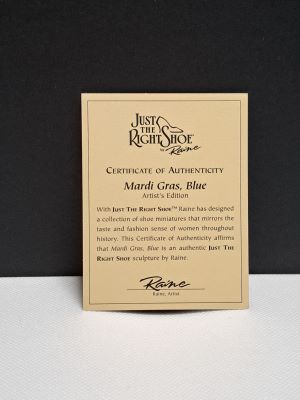 JUST
THE
RIGHT SHOE
by Raine
CERTIFICATE OF AUTHENTICITY
Mardi Gras, Blue
Artist's Edition
With JUST THE RIGHT SHOE™ Raine has designed
a collection of shoe miniatures that mirrors the
taste and fashion sense of women throughout
history. This Certificate of Authenticity affirms
that Mardi Gras, Blue is an authentic JUST THE
RIGHT SHOE sculpture by Raine.
Raine
Raine, Artist